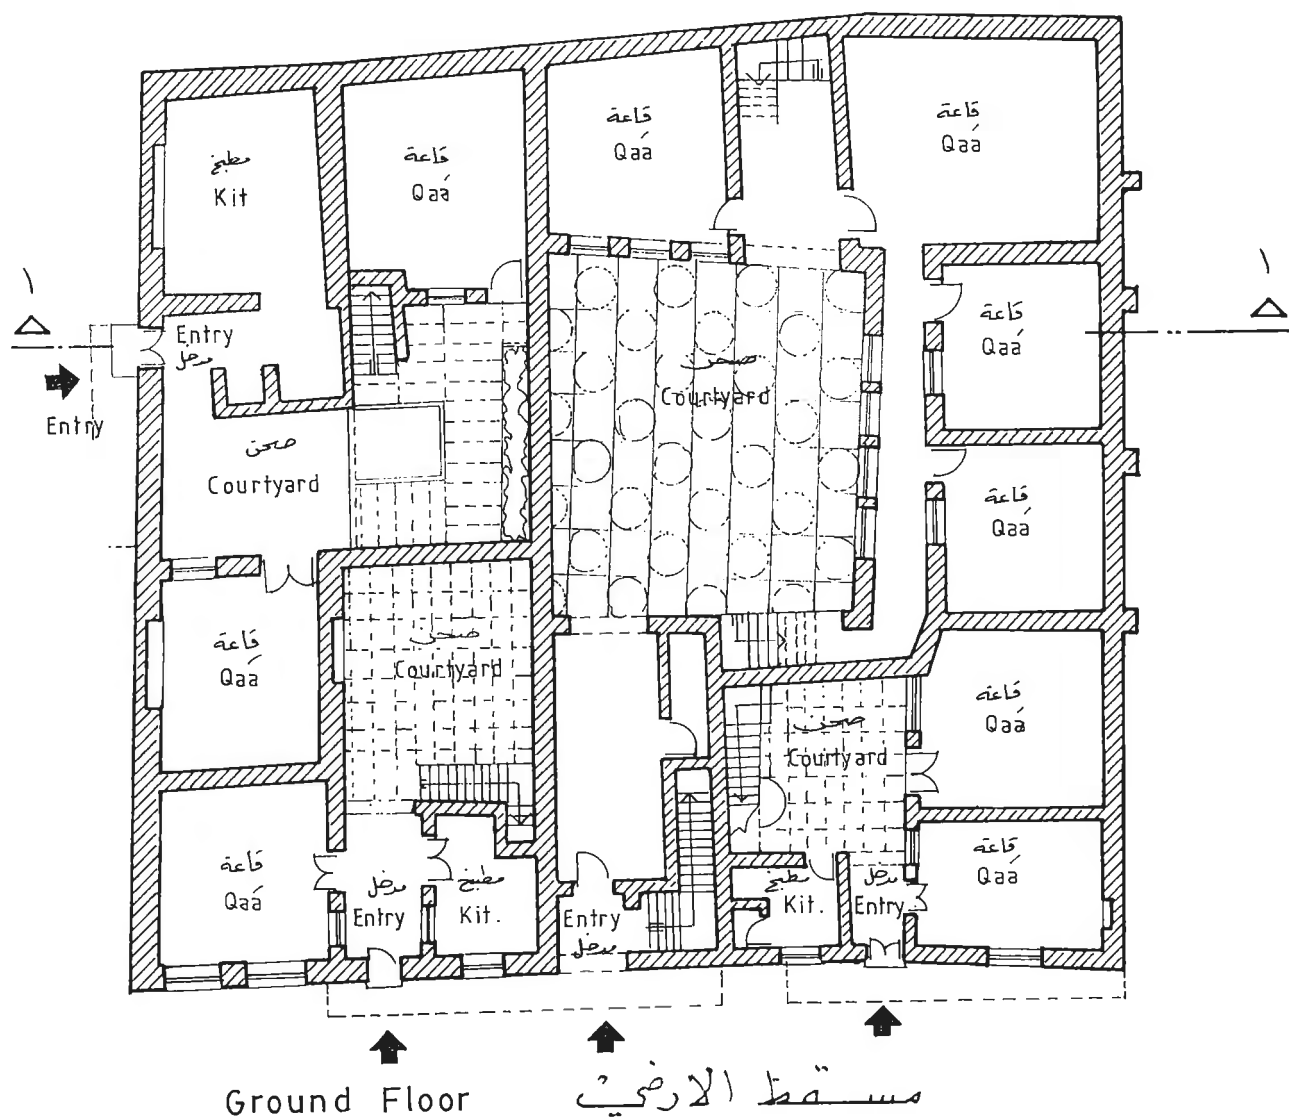 قاعة
Qaá
قاعة
Qaá
قاعة
Qaá
مطبخ
Kit
قاعة
Qaá
١
١
Entry
مدخل
Entry
صحن
Courtyard
قاعة
Qaá
صحن
Courtyard
قاعة
Qaá
صحن
Courtyard
قاعة
Qaá
قاعة
Qaá
صحن
Courtyard
قاعة
Qaá
مدخل
Entry
مطبخ
Kit.
Entry
مدخل
مطبخ
Kit.
مدخل
Entry
قاعة
Qaá
Ground Floor مسقط الارضي